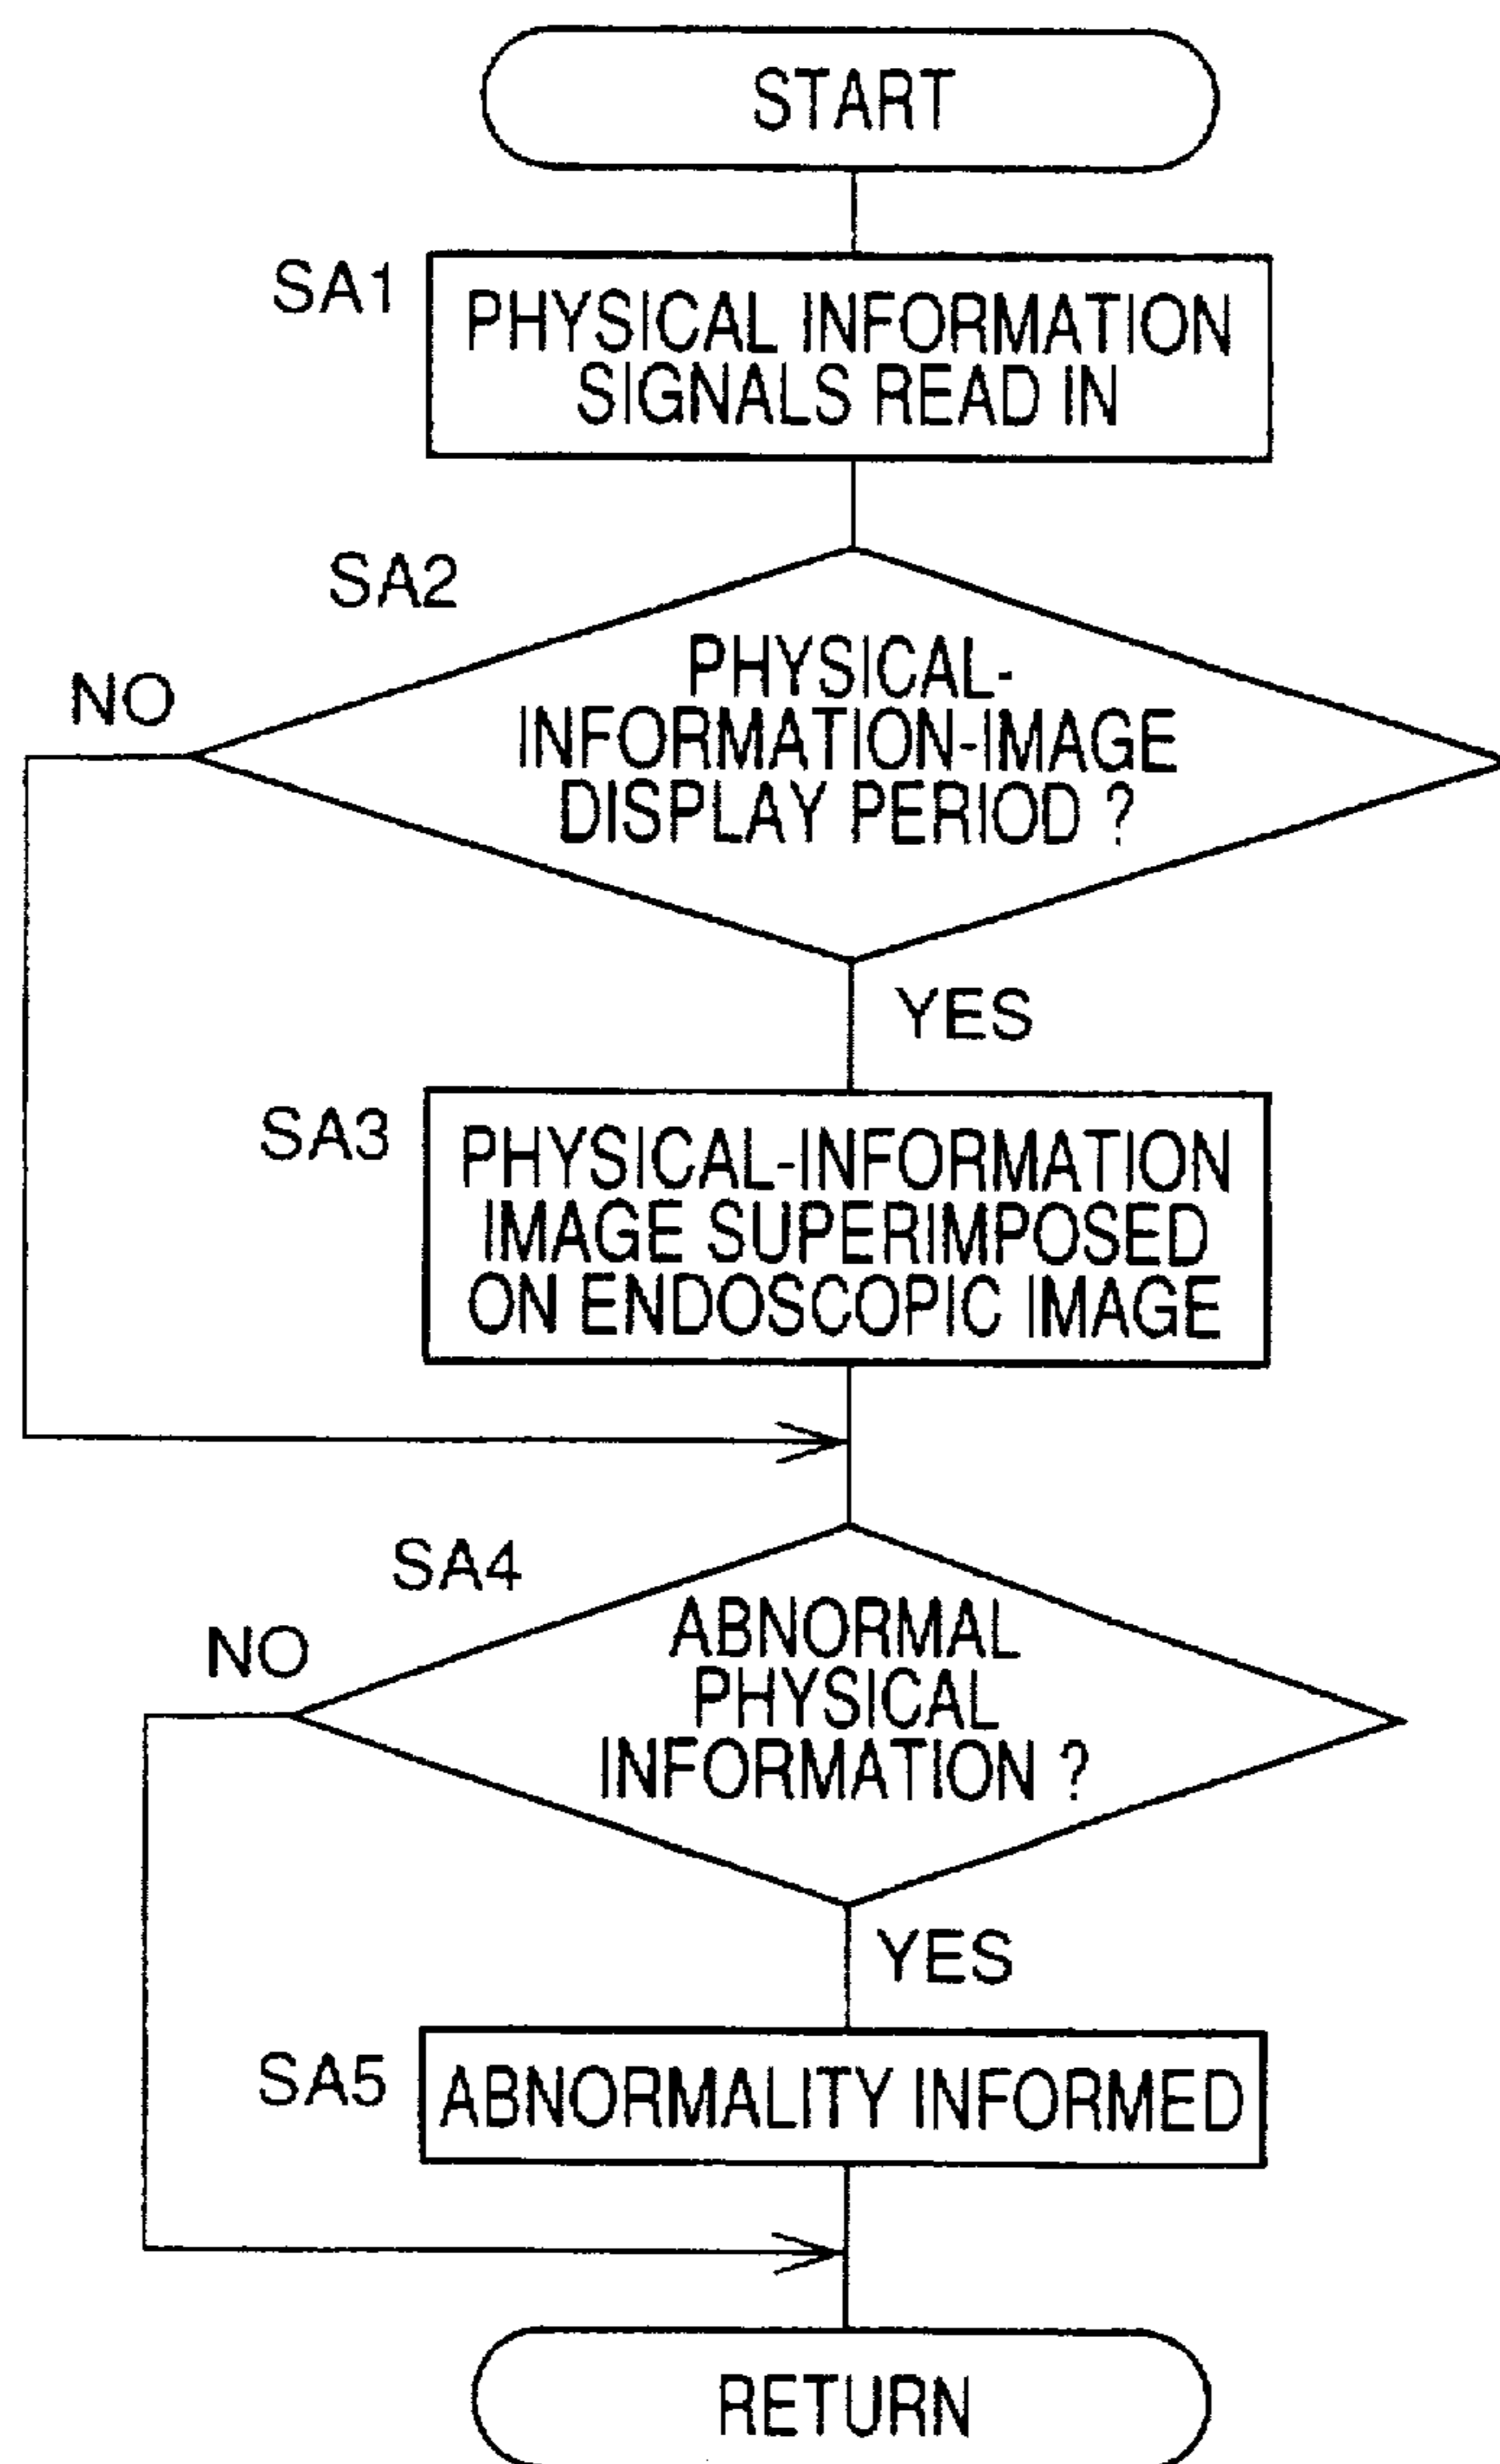 START
SA1
PHYSICAL INFORMATION
SIGNALS READ IN
SA2
NO
PHYSICAL-
INFORMATION-IMAGE
DISPLAY PERIOD ?
YES
SA3
PHYSICAL-INFORMATION
IMAGE SUPERIMPOSED
ON ENDOSCOPIC IMAGE
SA4
NO
ABNORMAL
PHYSICAL
INFORMATION ?
YES
SA5
ABNORMALITY INFORMED
RETURN